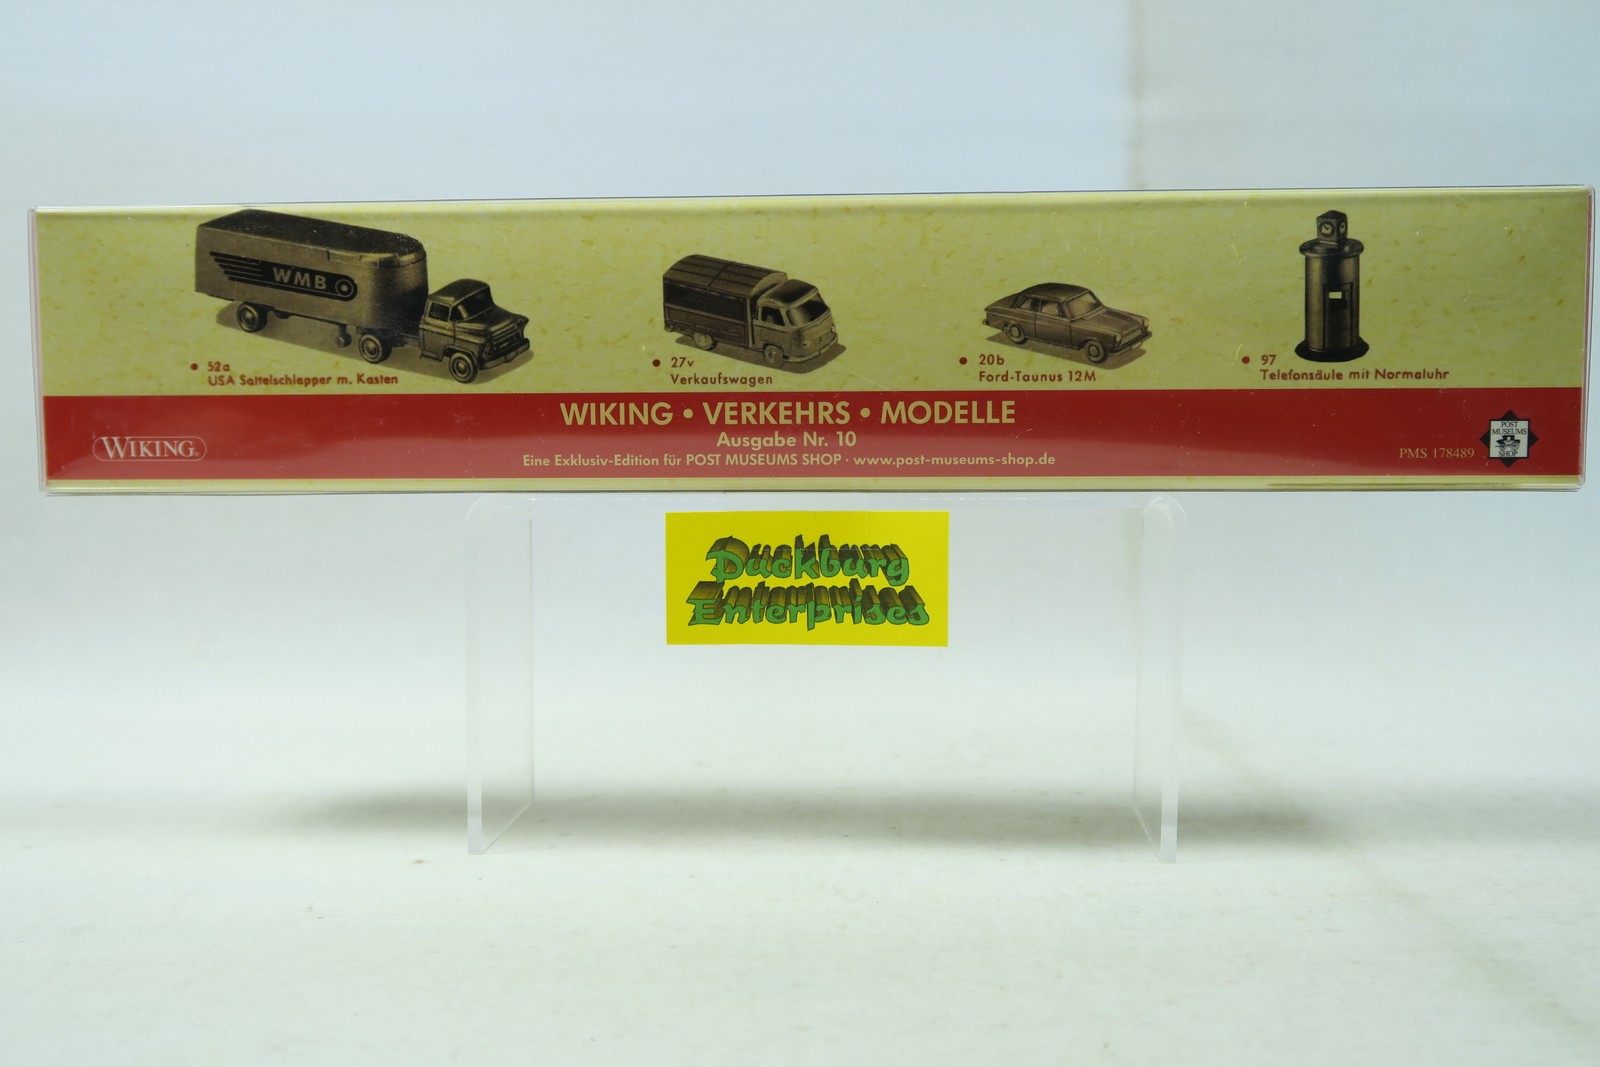 WMB
52a
USA Sattelschlepper m. Kasten
27v
Verkaufswagen
20b
Ford-Taunus 12M
97
Telefonsäule mit Normaluhr
WIKING • VERKEHRS • MODELLE
Ausgabe Nr. 10
Eine Exklusiv-Edition für POST MUSEUMS SHOP · www.post-museums-shop.de
WIKING®
PMS 178489
POST
MUSEUMS
SHOP
Duckburg
Enterprises